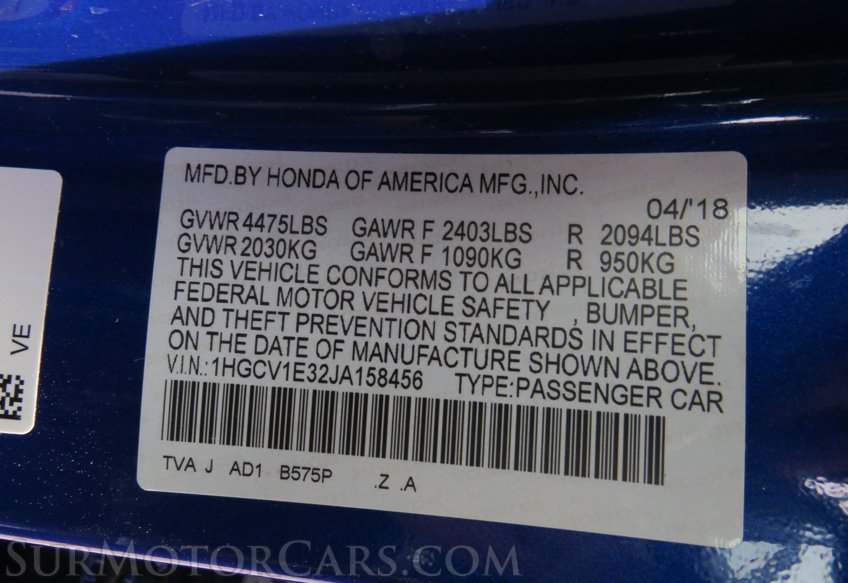 MFD.BY HONDA OF AMERICA MFG.,INC.
04/'18
GVWR 4475LBS GAWR F 2403LBS R 2094LBS
GVWR 2030KG GAWR F 1090KG R 950KG
THIS VEHICLE CONFORMS TO ALL APPLICABLE
FEDERAL MOTOR VEHICLE SAFETY , BUMPER,
AND THEFT PREVENTION STANDARDS IN EFFECT
ON THE DATE OF MANUFACTURE SHOWN ABOVE.
V.I.N.:1HGCV1E32JA158456 TYPE:PASSENGER CAR
TVA J AD1 B575P .Z .A
VE
SURMOTORCARS.COM